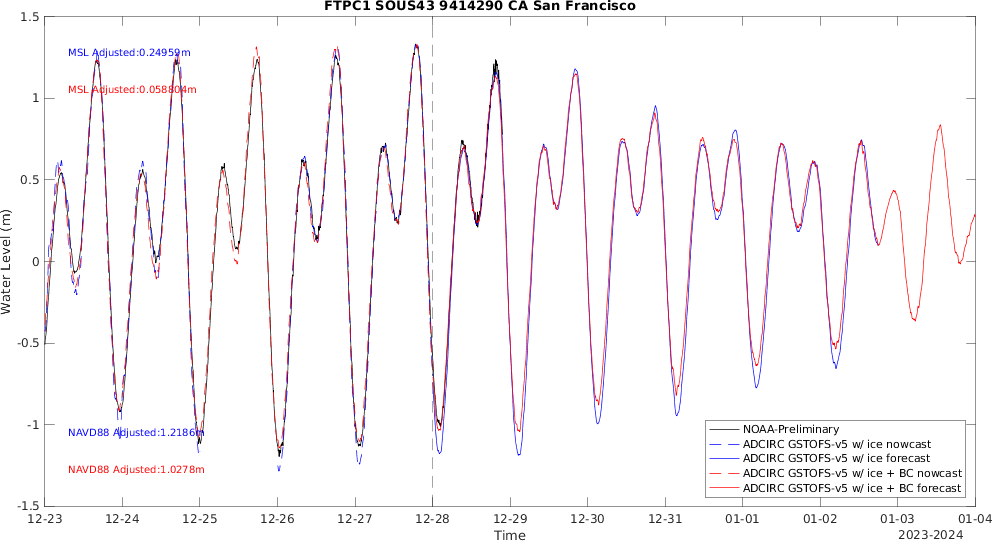 FTPC1 SOUS43 9414290 CA San Francisco
1.5
MSL Adjusted:0.24959m
MSL Adjusted:0.058804m
1
0.5
Water Level (m)
0
-0.5
-1
NAVD88 Adjusted:1.2186m
NAVD88 Adjusted:1.0278m
-1.5
NOAA-Preliminary
ADCIRC GSTOFS-v5 w/ ice nowcast
ADCIRC GSTOFS-v5 w/ ice forecast
ADCIRC GSTOFS-v5 w/ ice + BC nowcast
ADCIRC GSTOFS-v5 w/ ice + BC forecast
12-23 12-24 12-25 12-26 12-27 12-28 12-29 12-30 12-31 01-01 01-02 01-03 01-04
Time
2023-2024